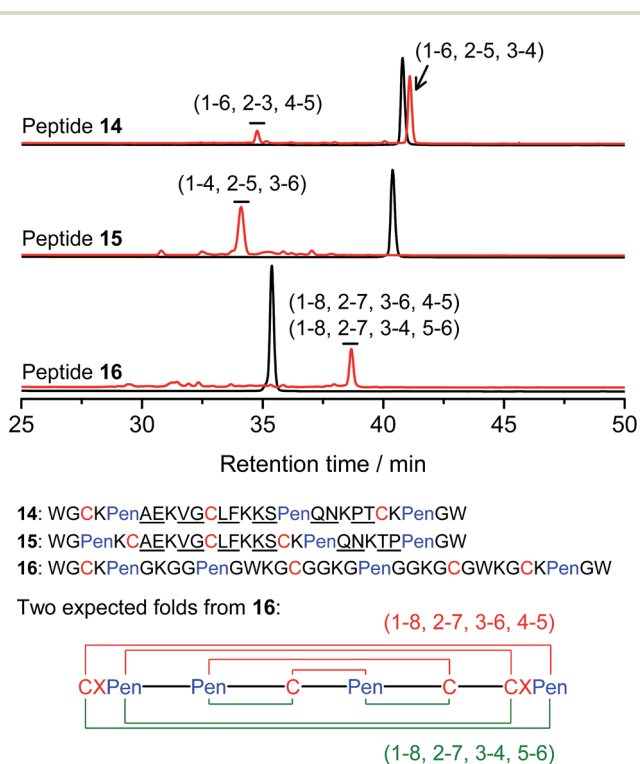 (1-6, 2-5, 3-4)
(1-6, 2-3, 4-5)
Peptide 14
(1-4, 2-5, 3-6)
Peptide 15
(1-8, 2-7, 3-6, 4-5)
(1-8, 2-7, 3-4, 5-6)
Peptide 16
25 30 35 40 45 50
Retention time / min
14: WGCKPenAEKVGCLFKKSPenQNKPTCKPenGW
15: WGPenKCAEKVGCLFKKSCKPenQNKTPPenGW
16: WGCKPenGKGGPenGWKGCGGKGPenGGKGCGWKGCKPenGW
Two expected folds from 16:
(1-8, 2-7, 3-6, 4-5)
CXPen Pen C Pen C CXPen
(1-8, 2-7, 3-4, 5-6)